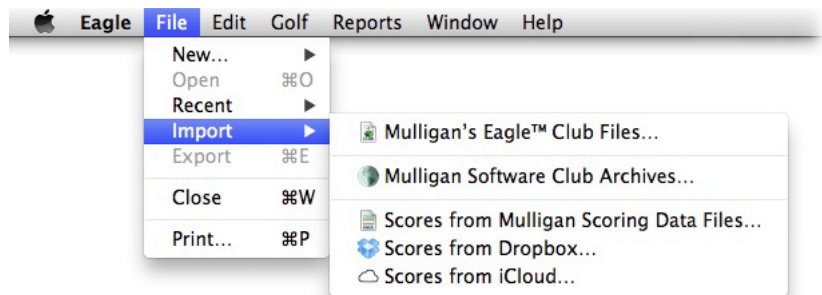 Eagle File Edit Golf Reports Window Help
New...
Open ⌘O
Recent
Import
Export ⌘E
Close ⌘W
Print... ⌘P
Mulligan's Eagle™ Club Files...
Mulligan Software Club Archives...
Scores from Mulligan Scoring Data Files...
Scores from Dropbox...
Scores from iCloud...